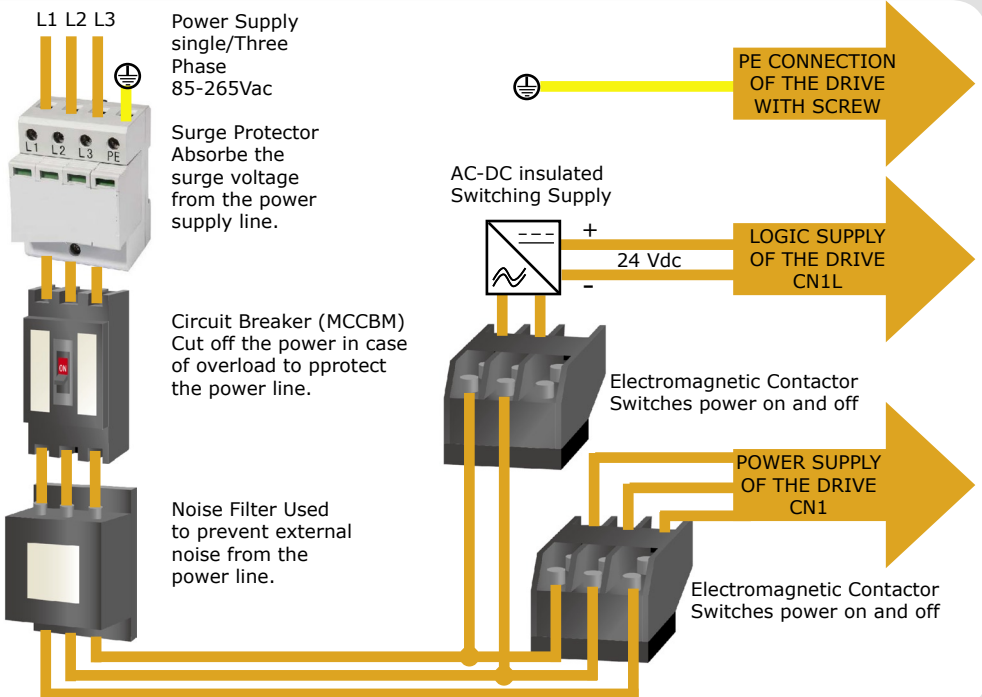 L1 L2 L3
Power Supply
single/Three
Phase
85-265Vac
L1 L2 L3 PE
Surge Protector
Absorbe the
surge voltage
from the power
supply line.
ON
Circuit Breaker (MCCBM)
Cut off the power in case
of overload to pprotect
the power line.
Noise Filter Used
to prevent external
noise from the
power line.
PE CONNECTION
OF THE DRIVE
WITH SCREW
AC-DC insulated
Switching Supply
+
24 Vdc
-
LOGIC SUPPLY
OF THE DRIVE
CN1L
Electromagnetic Contactor
Switches power on and off
POWER SUPPLY
OF THE DRIVE
CN1
Electromagnetic Contactor
Switches power on and off